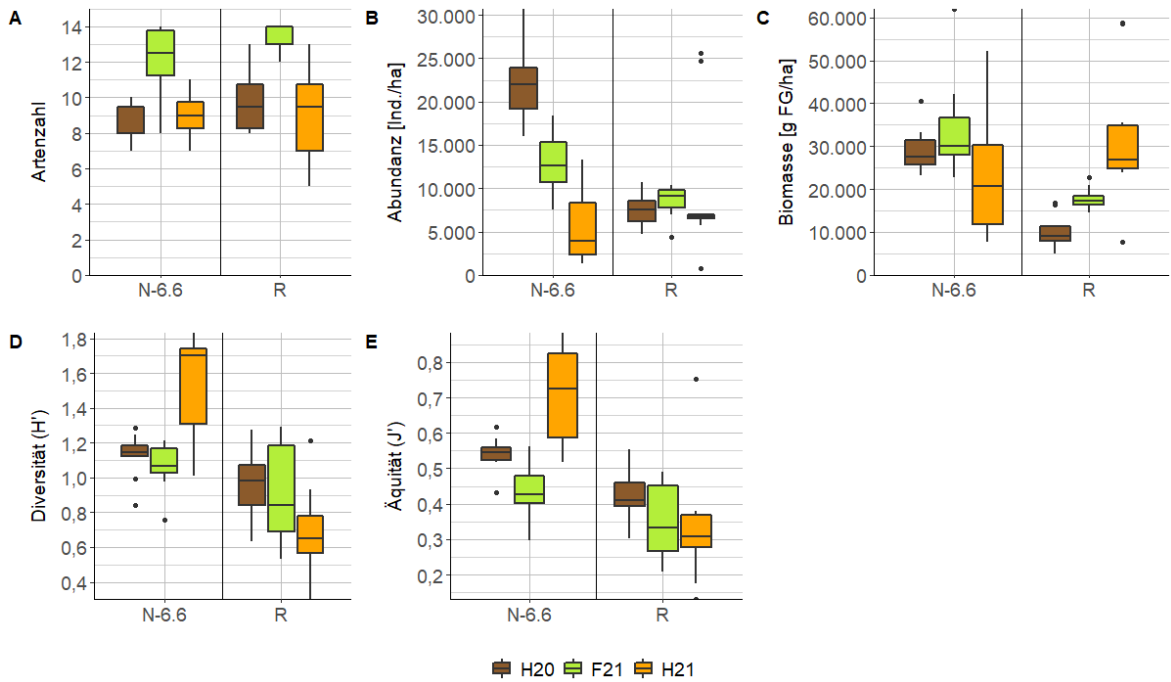 A
Artenzahl
14
12
10
8
6
4
2
0
N-6.6 R
B
Abundanz [Ind./ha]
30.000
25.000
20.000
15.000
10.000
5.000
0
N-6.6 R
C
Biomasse [g FG/ha]
60.000
50.000
40.000
30.000
20.000
10.000
0
N-6.6 R
D
Diversität (H')
1,8
1,6
1,4
1,2
1,0
0,8
0,6
0,4
N-6.6 R
E
Äquität (J')
0,8
0,7
0,6
0,5
0,4
0,3
0,2
N-6.6 R
H20 F21 H21